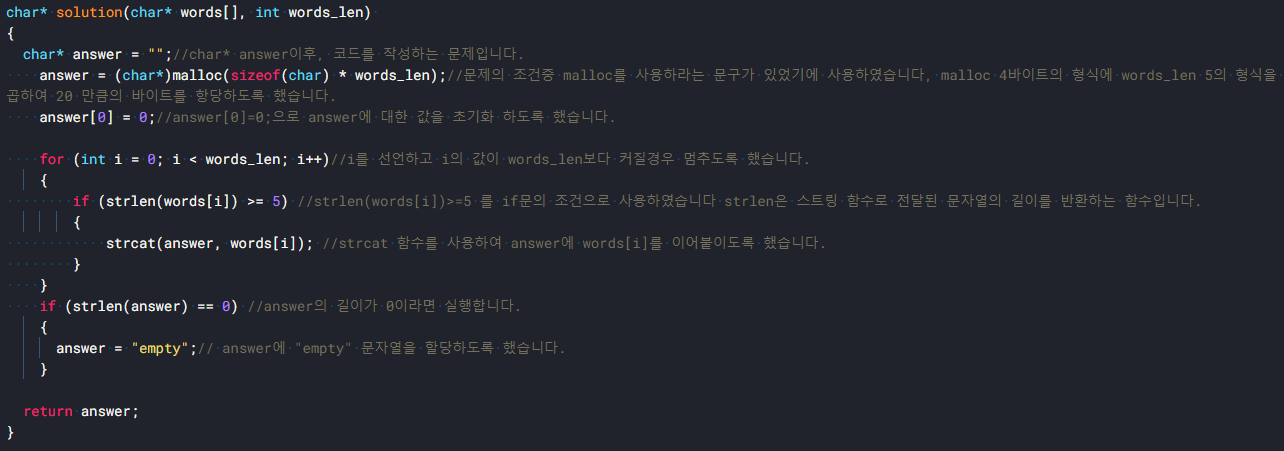 char* solution(char* words[], int words_len)
{
char* answer = "";//char* answer이후, 코드를 작성하는 문제입니다.
answer = (char*)malloc(sizeof(char) * words_len);//문제의 조건중 malloc를 사용하라는 문구가 있었기에 사용하였습니다, malloc 4바이트의 형식에 words_len 5의 형식을
곱하여 20 만큼의 바이트를 항당하도록 했습니다.
answer[0] = 0;//answer[0]=0;으로 answer에 대한 값을 초기화 하도록 했습니다.
for (int i = 0; i < words_len; i++)//i를 선언하고 i의 값이 words_len보다 커질경우 멈추도록 했습니다.
{
if (strlen(words[i]) >= 5) //strlen(words[i])>=5 를 if문의 조건으로 사용하였습니다 strlen은 스트링 함수로 전달된 문자열의 길이를 반환하는 함수입니다.
{
strcat(answer, words[i]); //strcat 함수를 사용하여 answer에 words[i]를 이어붙이도록 했습니다.
}
}
if (strlen(answer) == 0) //answer의 길이가 0이라면 실행합니다.
{
answer = "empty";// answer에 "empty" 문자열을 할당하도록 했습니다.
}
return answer;
}